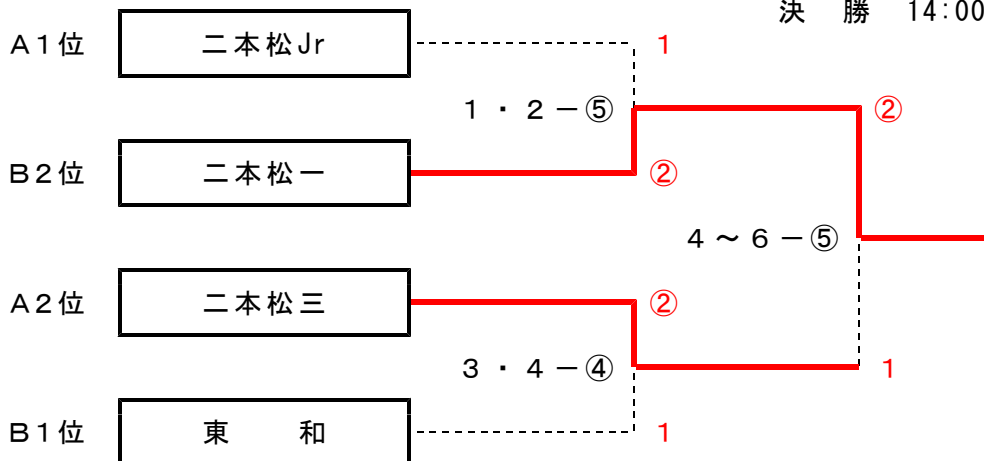 決 勝 14:00
A1位 二本松Jr 1
1・2-⑤ ②
B2位 二本松一 ②
4~6-⑤
A2位 二本松三 ②
3・4-④ 1
B1位 東 和 1